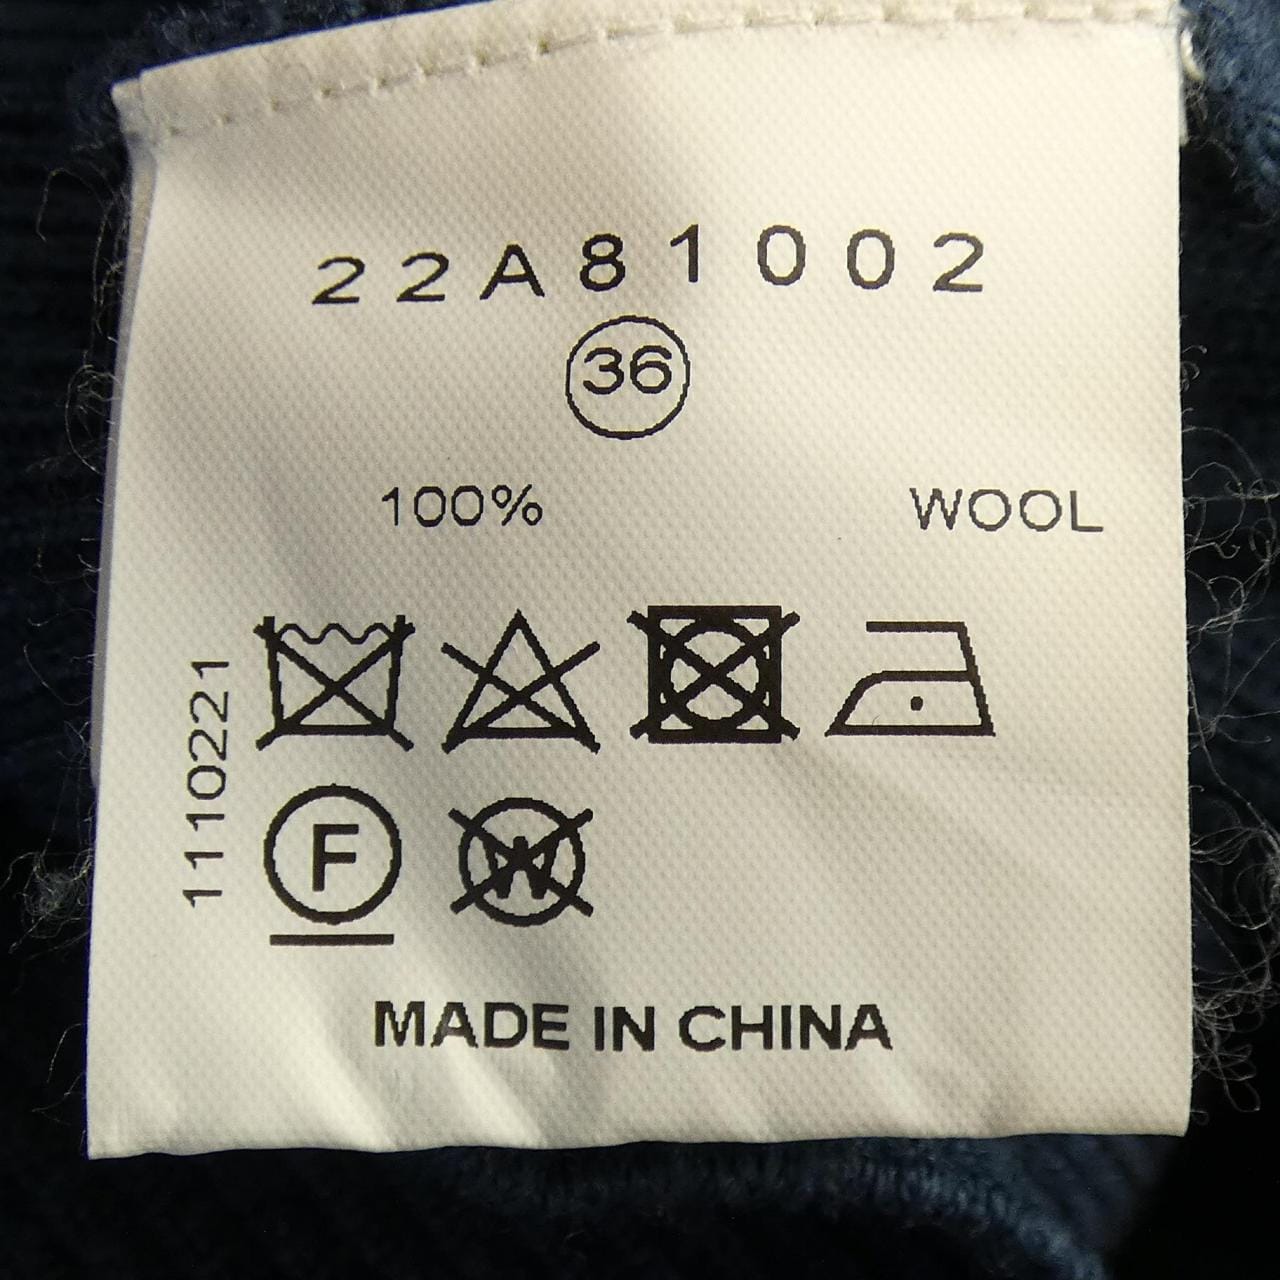 22A81002
36
100% WOOL
1110221
F W
MADE IN CHINA